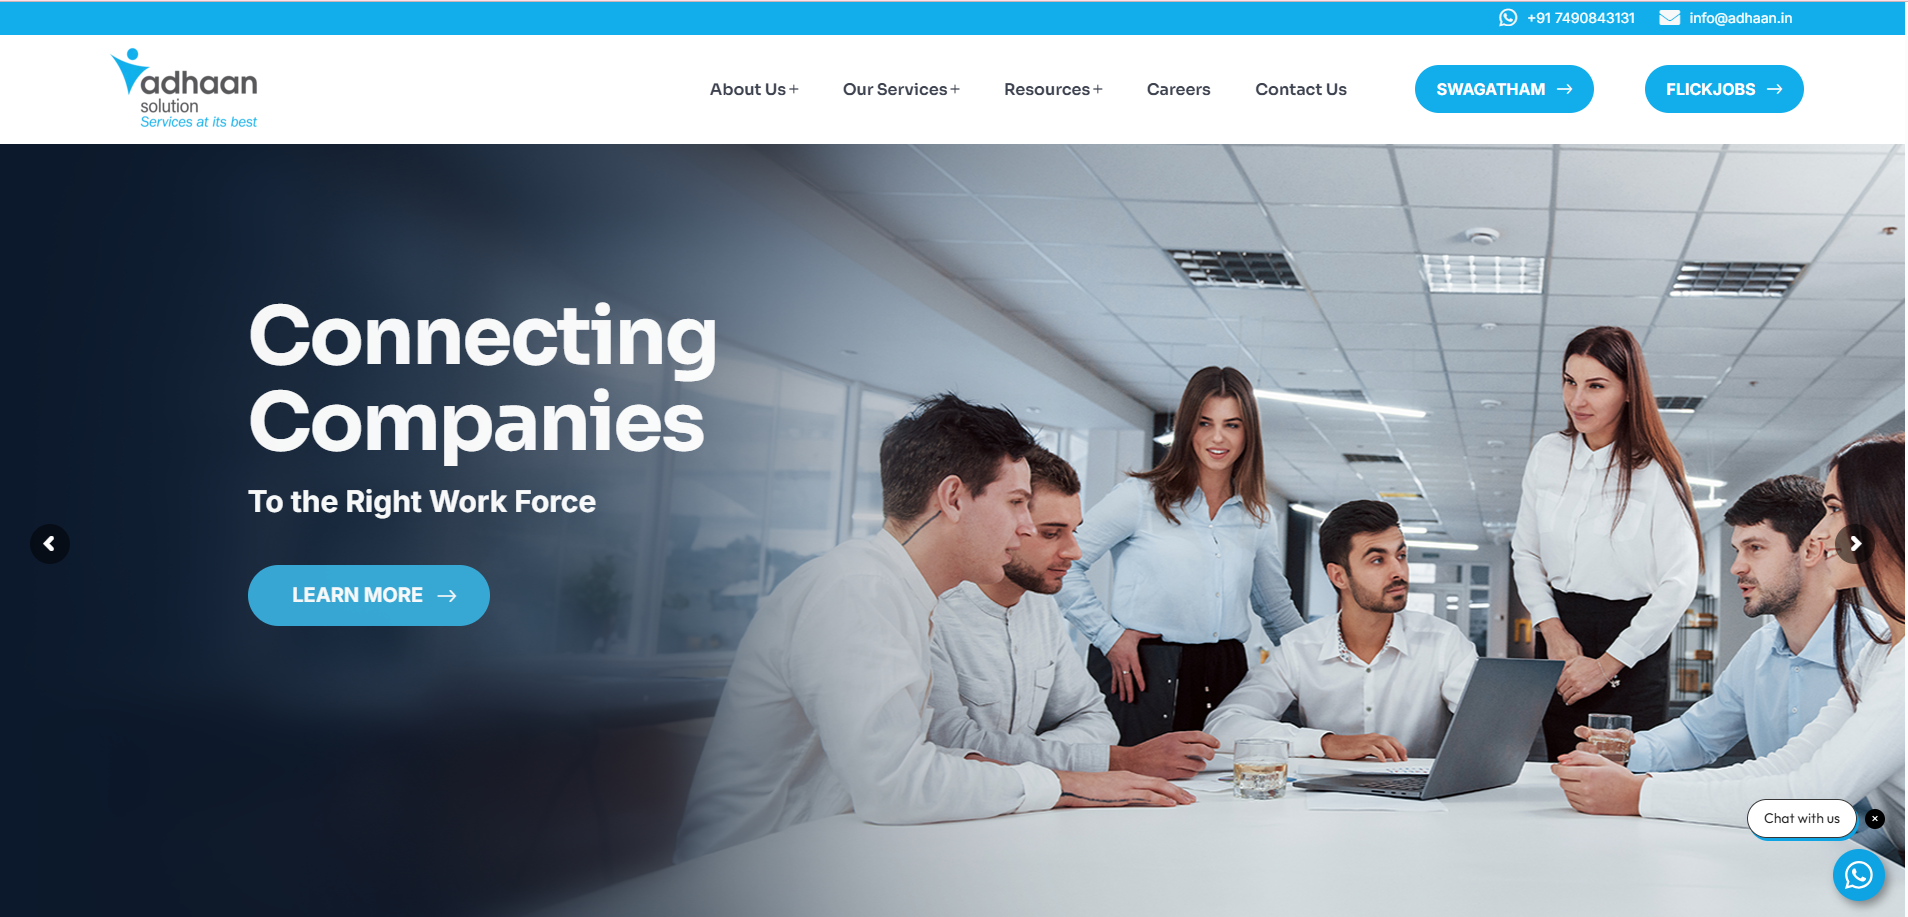 +91 7490843131 info@adhaan.in
adhaan
solution
Services at its best
About Us + Our Services + Resources + Careers Contact Us SWAGATHAM → FLICKJOBS →
Connecting
Companies
To the Right Work Force
LEARN MORE →
Chat with us ×